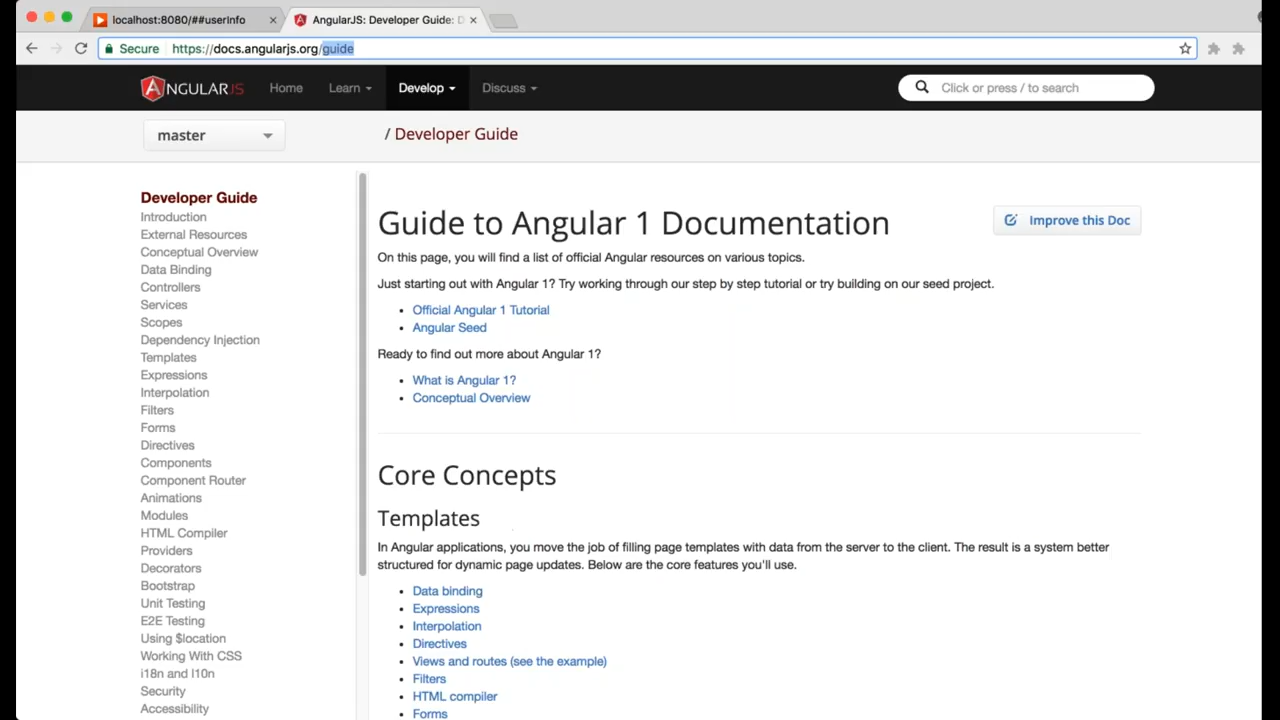 localhost:8080/##userInfo
AngularJS: Developer Guide: D
Secure https://docs.angularjs.org/guide
ANGULARJS Home Learn Develop Discuss Click or press / to search
master / Developer Guide
Developer Guide
Introduction
External Resources
Conceptual Overview
Data Binding
Controllers
Services
Scopes
Dependency Injection
Templates
Expressions
Interpolation
Filters
Forms
Directives
Components
Component Router
Animations
Modules
HTML Compiler
Providers
Decorators
Bootstrap
Unit Testing
E2E Testing
Using $location
Working With CSS
i18n and l10n
Security
Accessibility
Guide to Angular 1 Documentation
Improve this Doc
On this page, you will find a list of official Angular resources on various topics.
Just starting out with Angular 1? Try working through our step by step tutorial or try building on our seed project.
• Official Angular 1 Tutorial
• Angular Seed
Ready to find out more about Angular 1?
• What is Angular 1?
• Conceptual Overview
Core Concepts
Templates
In Angular applications, you move the job of filling page templates with data from the server to the client. The result is a system better
structured for dynamic page updates. Below are the core features you'll use.
• Data binding
• Expressions
• Interpolation
• Directives
• Views and routes (see the example)
• Filters
• HTML compiler
• Forms